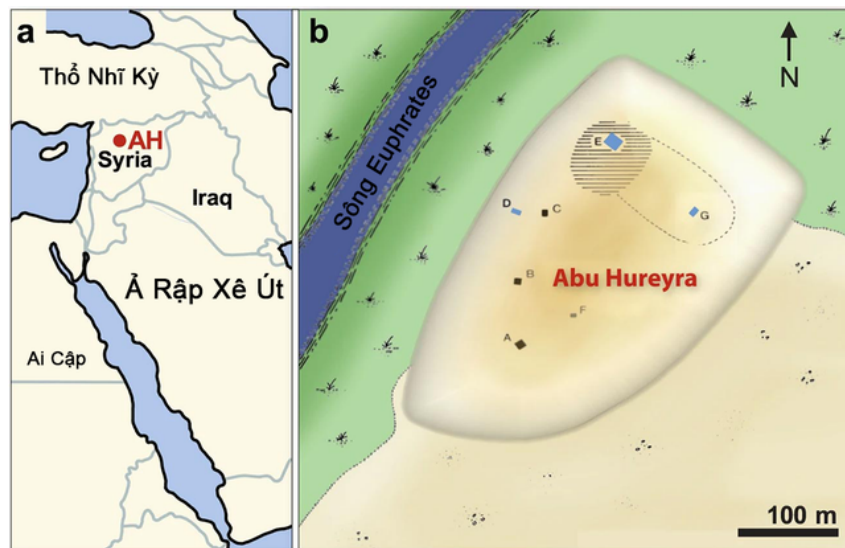 a
Thổ Nhĩ Kỳ
AH
Syria
Iraq
Ả Rập Xê Út
Ai Cập
b
Sông Euphrates
N
E
D
C
G
B
Abu Hureyra
F
A
100 m